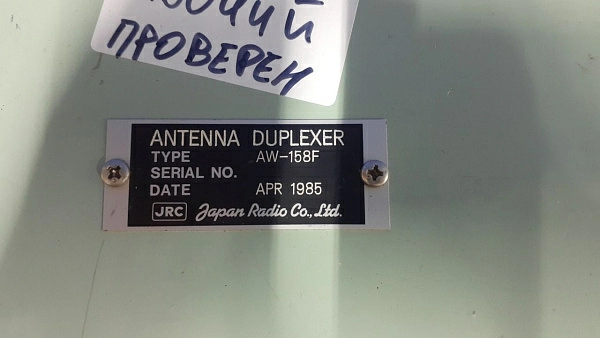 ПРОВЕРЕН
ANTENNA DUPLEXER
TYPE AW-158F
SERIAL NO.
DATE APR 1985
JRC Japan Radio Co., Ltd.